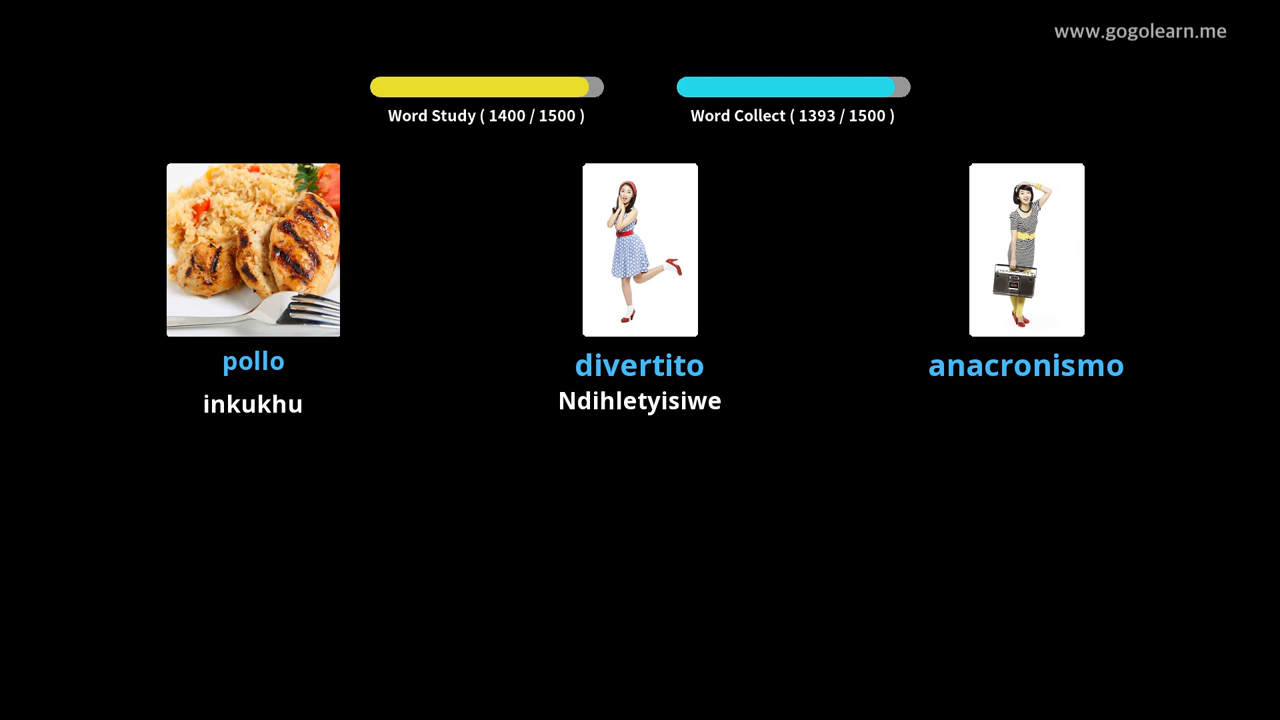 www.gogolearn.me
Word Study ( 1400 / 1500 )
Word Collect ( 1393 / 1500 )
pollo
inkukhu
divertito
Ndihletyisiwe
anacronismo